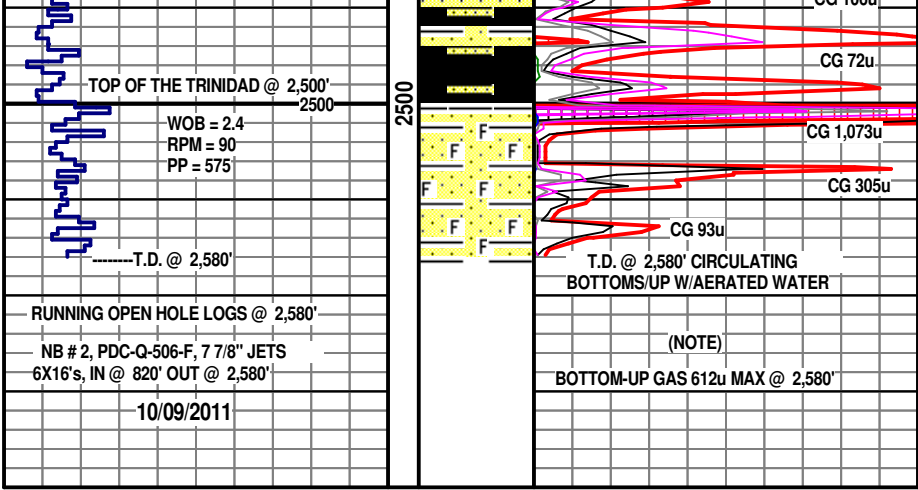 CG 100u
CG 72u
TOP OF THE TRINIDAD @ 2,500'
2500
2500
WOB = 2.4
RPM = 90
PP = 575
CG 1,073u
F
F
F
F
CG 305u
F
F
F
CG 93u
--------T.D. @ 2,580'
T.D. @ 2,580' CIRCULATING
BOTTOMS/UP W/AERATED WATER
RUNNING OPEN HOLE LOGS @ 2,580'
(NOTE)
NB # 2, PDC-Q-506-F, 7 7/8" JETS
6X16's, IN @ 820' OUT @ 2,580'
BOTTOM-UP GAS 612u MAX @ 2,580'
10/09/2011